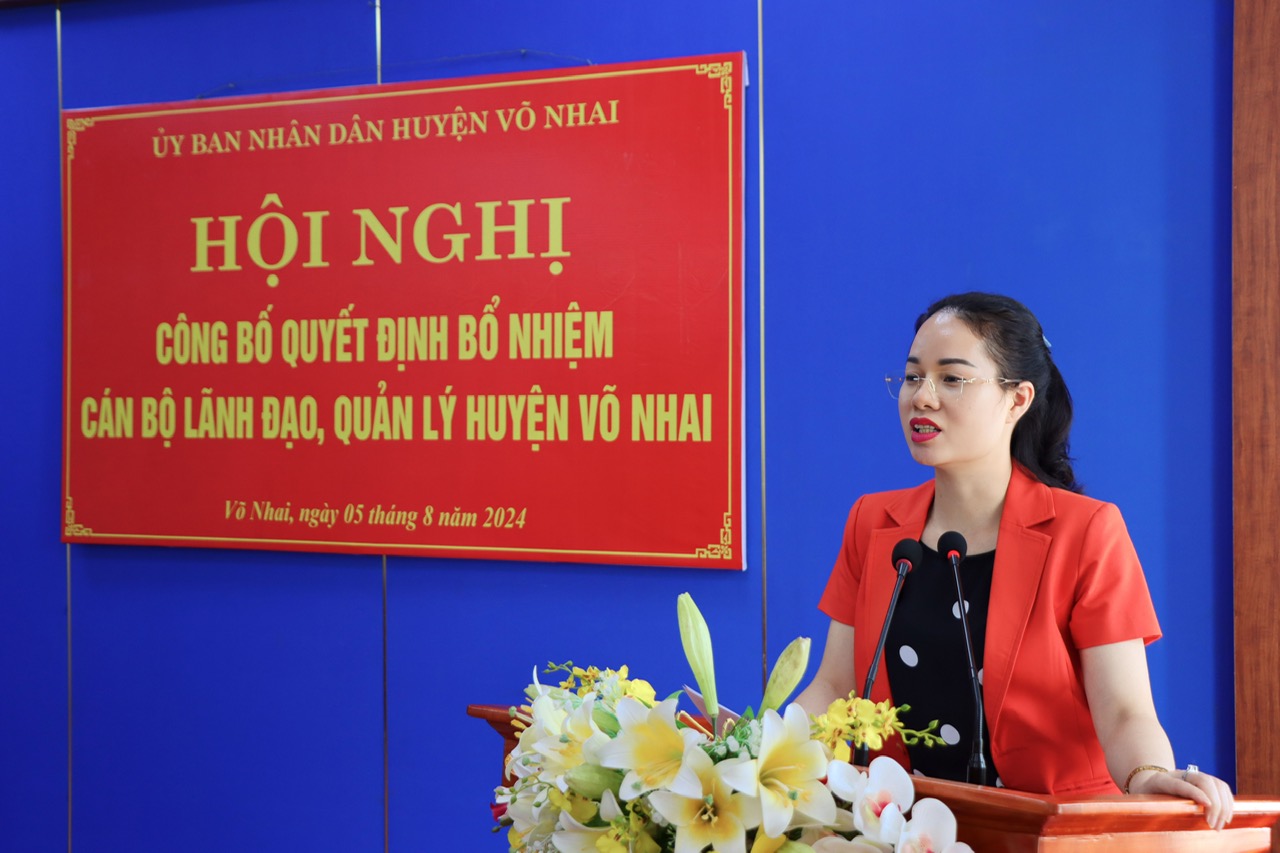 ỦY BAN NHÂN DÂN HUYỆN VÕ NHAI
HỘI NGHỊ
CÔNG BỐ QUYẾT ĐỊNH BỔ NHIỆM
CÁN BỘ LÃNH ĐẠO, QUẢN LÝ HUYỆN VÕ NHAI
Võ Nhai, ngày 05 tháng 8 năm 2024